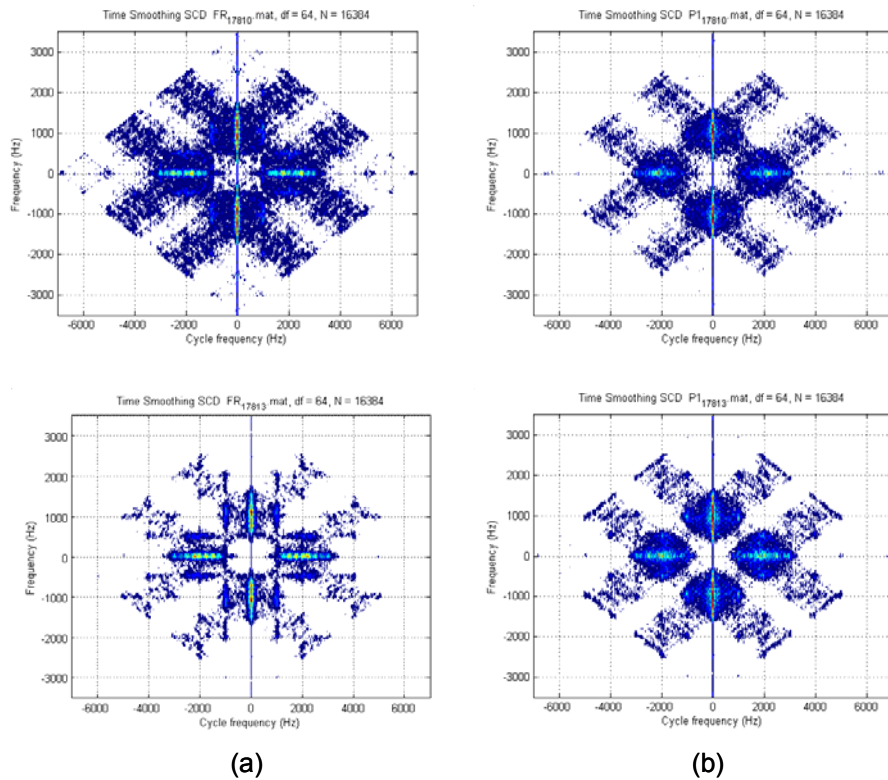 Time Smoothing SCD FR_17810.mat, df = 64, N = 16384
3000
2000
1000
0
-1000
-2000
-3000
Frequency (Hz)
-6000 -4000 -2000 0 2000 4000 6000
Cycle frequency (Hz)
Time Smoothing SCD P1_17810.mat, df = 64, N = 16384
3000
2000
1000
0
-1000
-2000
-3000
Frequency (Hz)
-6000 -4000 -2000 0 2000 4000 6000
Cycle frequency (Hz)
Time Smoothing SCD FR_17813.mat, df = 64, N = 16384
3000
2000
1000
0
-1000
-2000
-3000
Frequency (Hz)
-6000 -4000 -2000 0 2000 4000 6000
Cycle frequency (Hz)
Time Smoothing SCD P1_17813.mat, df = 64, N = 16384
3000
2000
1000
0
-1000
-2000
-3000
Frequency (Hz)
-6000 -4000 -2000 0 2000 4000 6000
Cycle frequency (Hz)
(a)
(b)